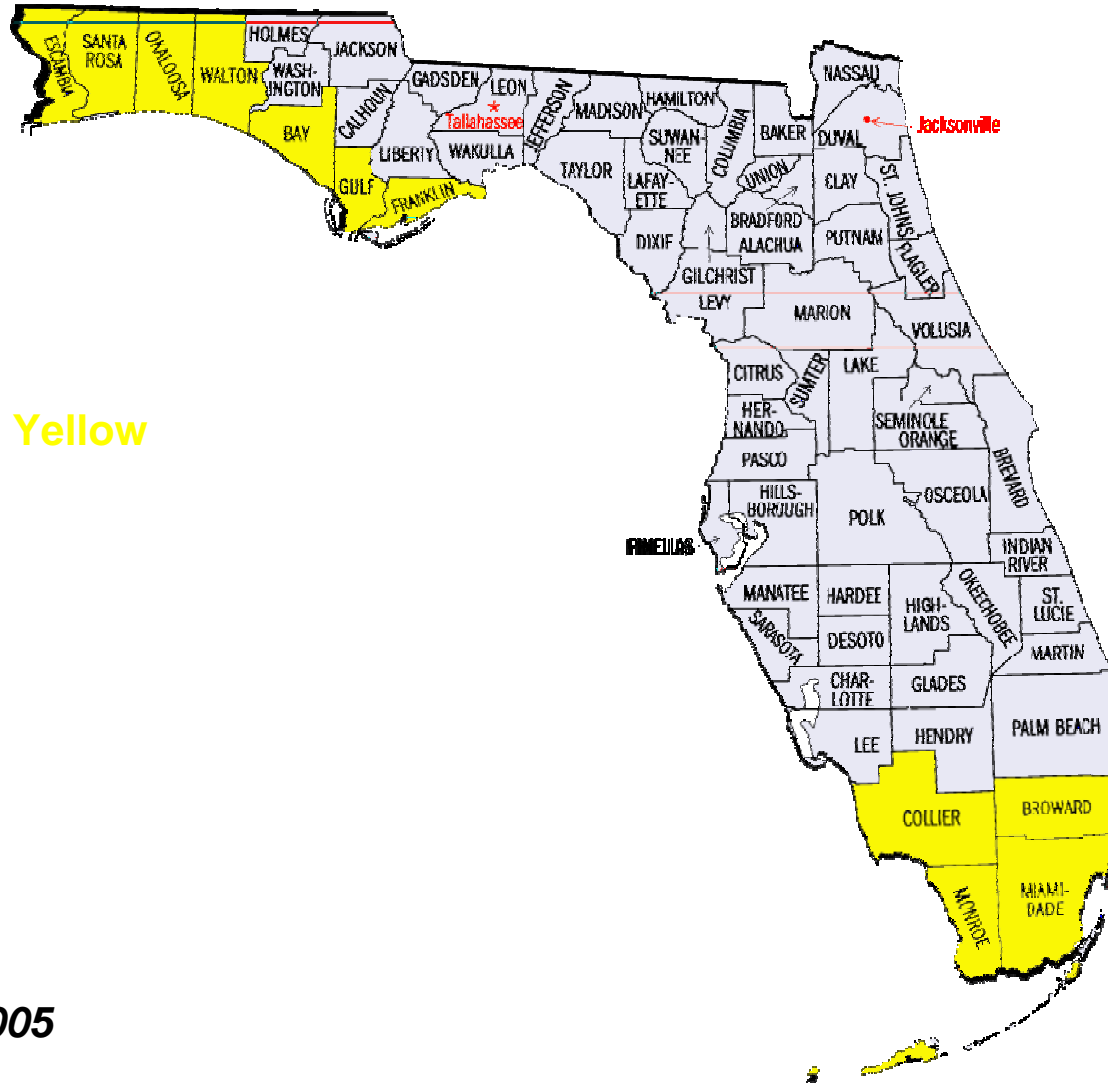 HOLMES
JACKSON
ESCAMBIA
SANTA
ROSA
OKALOOSA
WALTON
WASH-
INGTON
BAY
CALHOUN
GULF
GADSDEN
LEON
Tallahassee
LIBERTY
WAKULLA
FRANKLIN
JEFFERSON
MADISON
TAYLOR
HAMILTON
SUWAN-
NEE
LAFAY-
ETTE
DIXIE
COLUMBIA
BAKER
NASSAU
DUVAL
Jacksonville
UNION
BRADFORD
CLAY
ST. JOHNS
ALACHUA
PUTNAM
FLAGLER
GILCHRIST
LEVY
MARION
VOLUSIA
CITRUS
SUMTER
LAKE
HER-
NANDO
SEMINOLE
ORANGE
BREVARD
PASCO
Yellow
HILLS-
BOROUGH
POLK
OSCEOLA
INDIAN
RIVER
MANATEE
HARDEE
HIGH-
LANDS
OKEECHOBEE
ST.
LUCIE
SARASOTA
DESOTO
MARTIN
CHAR-
LOTTE
GLADES
LEE
HENDRY
PALM BEACH
COLLIER
BROWARD
MONROE
MIAMI-
DADE
005